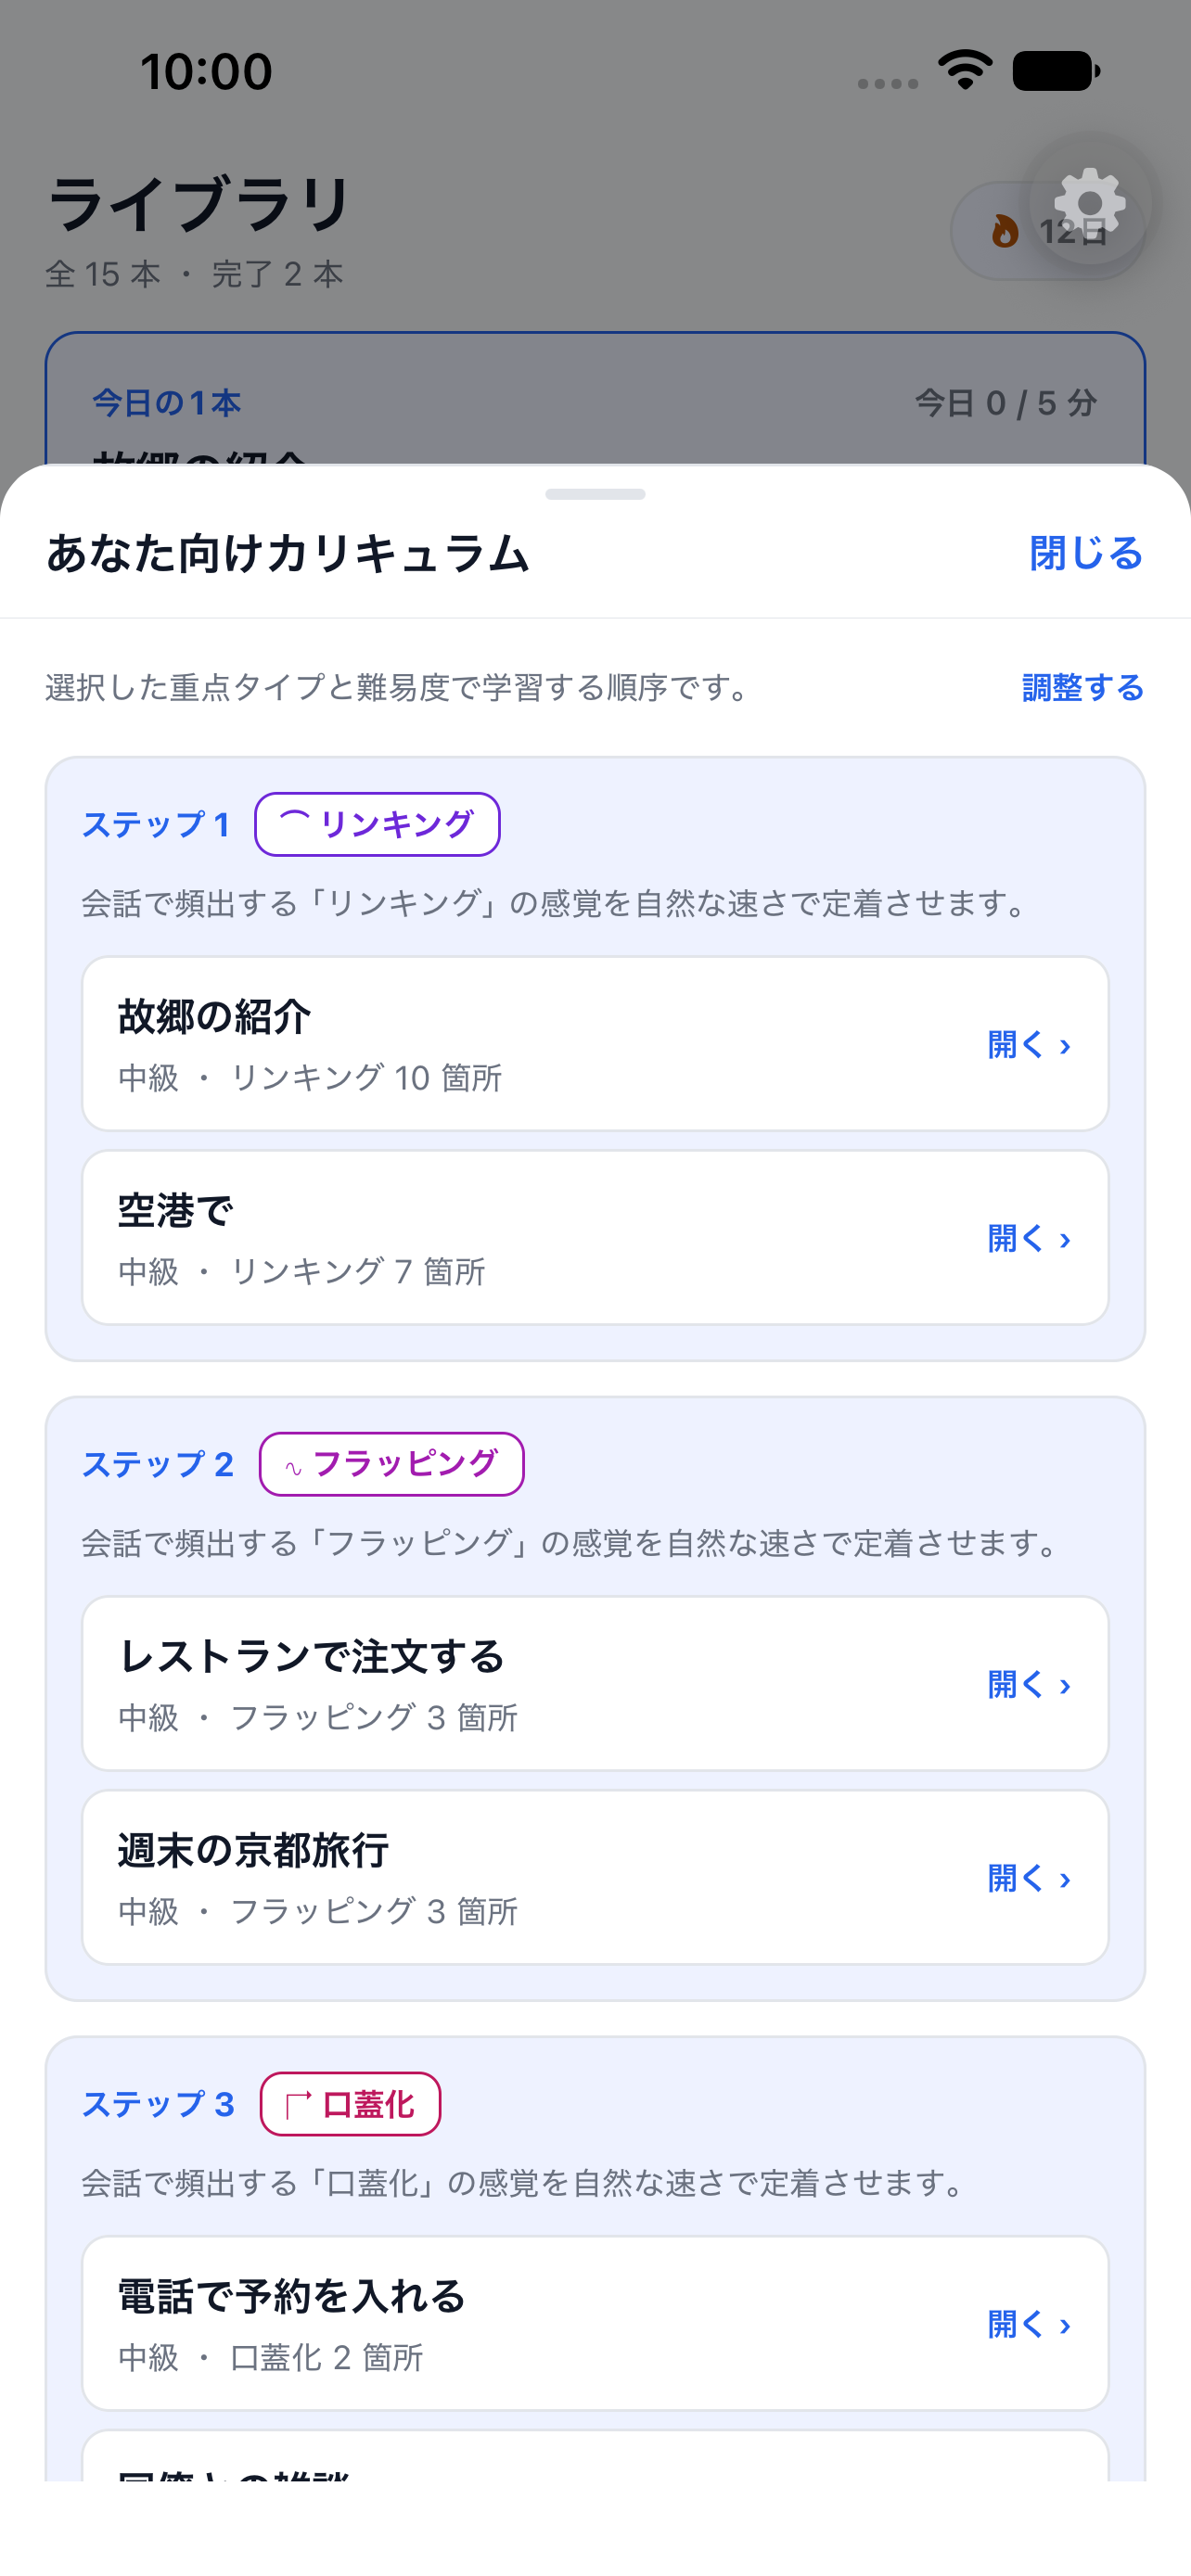 10:00
ライブラリ
全 15 本 ・ 完了 2 本
12日
今日の1本
今日 0 / 5 分
故郷の紹介
あなた向けカリキュラム
閉じる
選択した重点タイプと難易度で学習する順序です。
調整する
ステップ 1
リンキング
会話で頻出する「リンキング」の感覚を自然な速さで定着させます。
故郷の紹介
中級 ・ リンキング 10 箇所
開く ›
空港で
中級 ・ リンキング 7 箇所
開く ›
ステップ 2
フラッピング
会話で頻出する「フラッピング」の感覚を自然な速さで定着させます。
レストランで注文する
中級 ・ フラッピング 3 箇所
開く ›
週末の京都旅行
中級 ・ フラッピング 3 箇所
開く ›
ステップ 3
口蓋化
会話で頻出する「口蓋化」の感覚を自然な速さで定着させます。
電話で予約を入れる
中級 ・ 口蓋化 2 箇所
開く ›